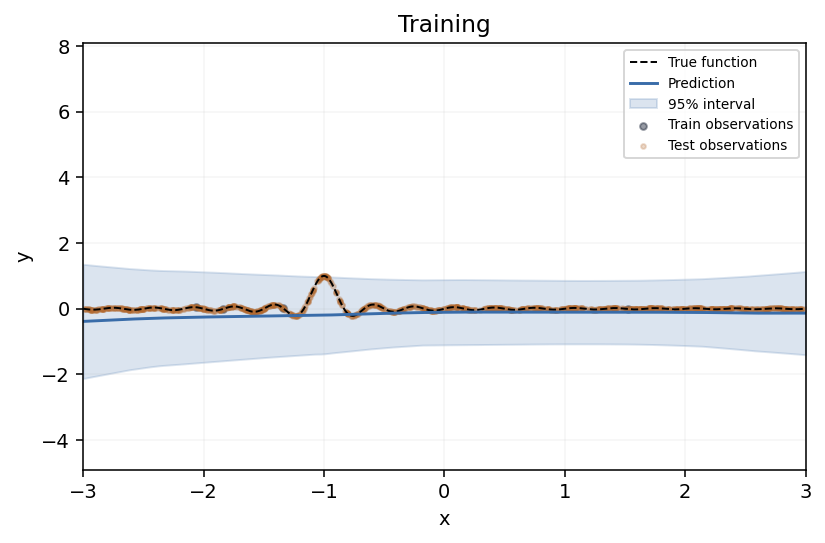 Training
8
6
4
2
0
−2
−4
y
−3
−2
−1
0
1
2
3
x
True function
Prediction
95% interval
Train observations
Test observations